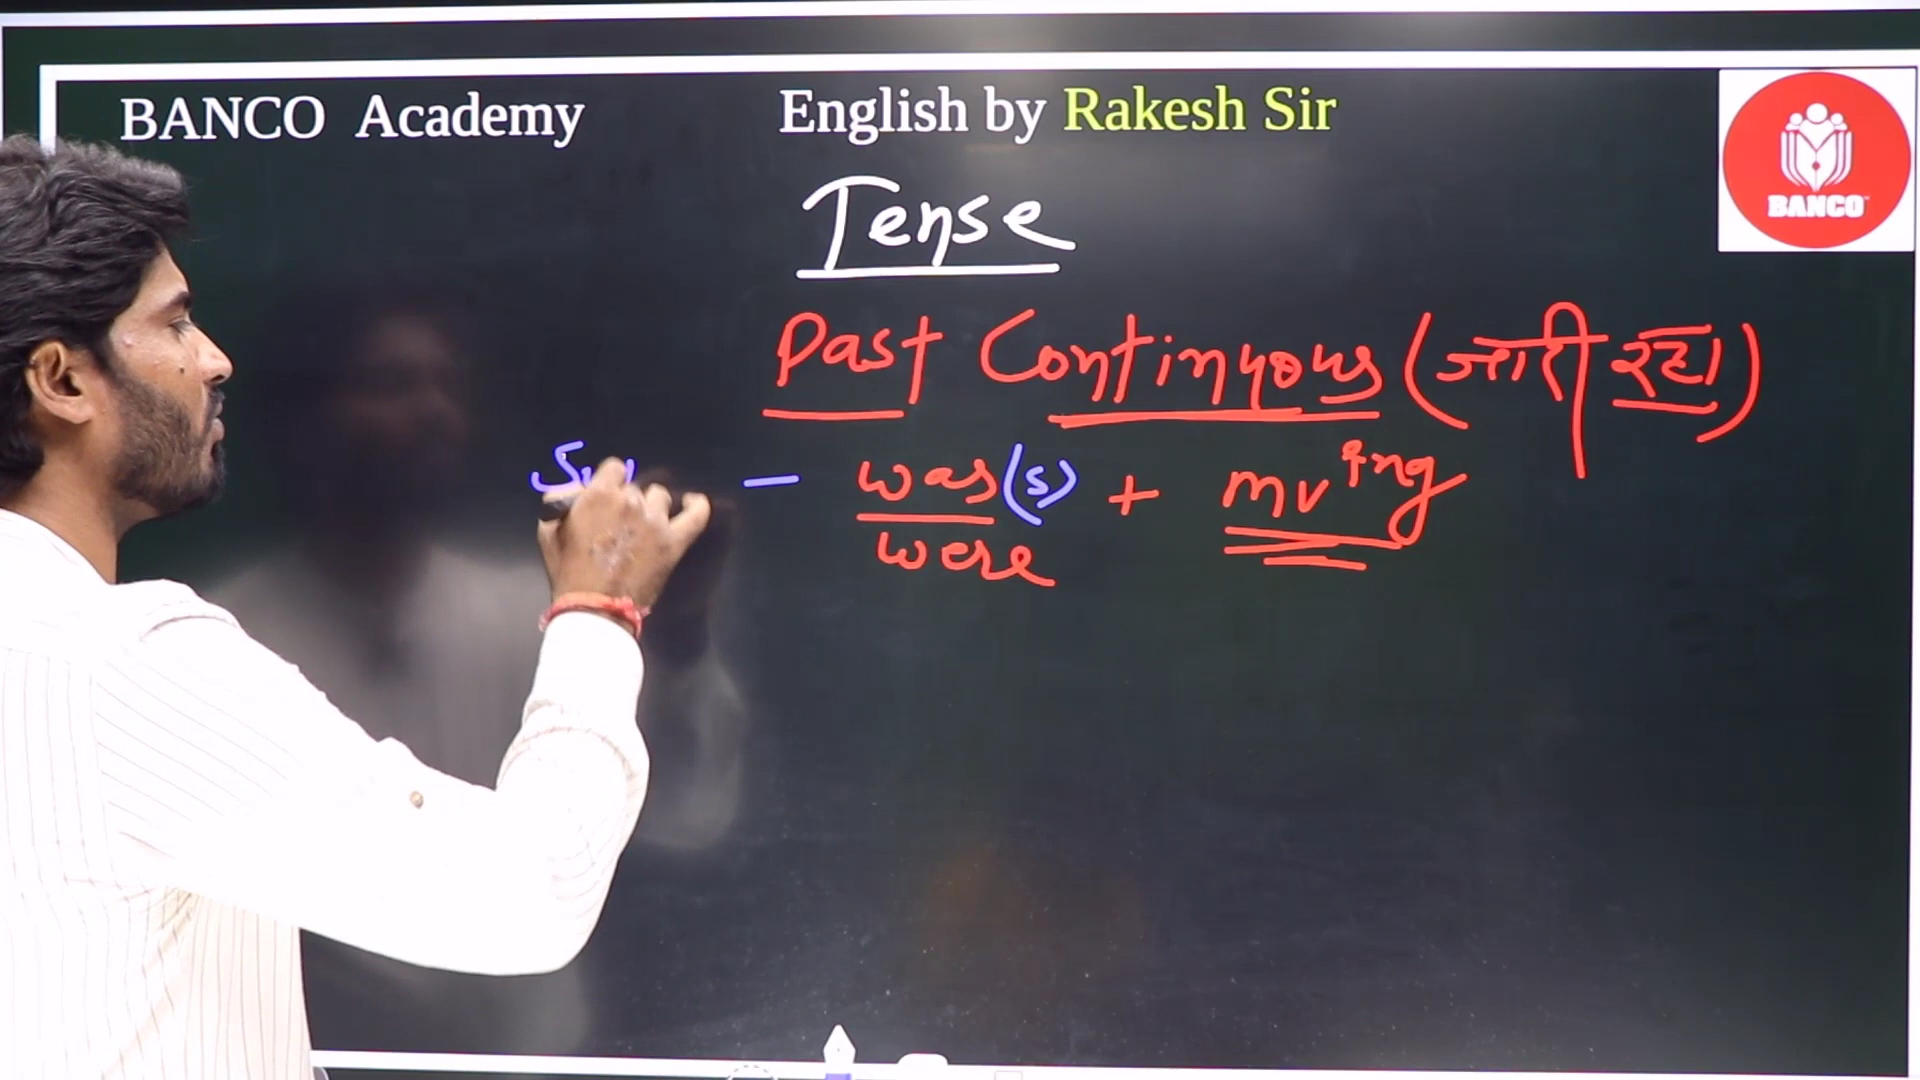 BANCO Academy English by Rakesh Sir
BANCO
Tense
Past Continuous (जारी रहा)
- was (s) + mv ing
were